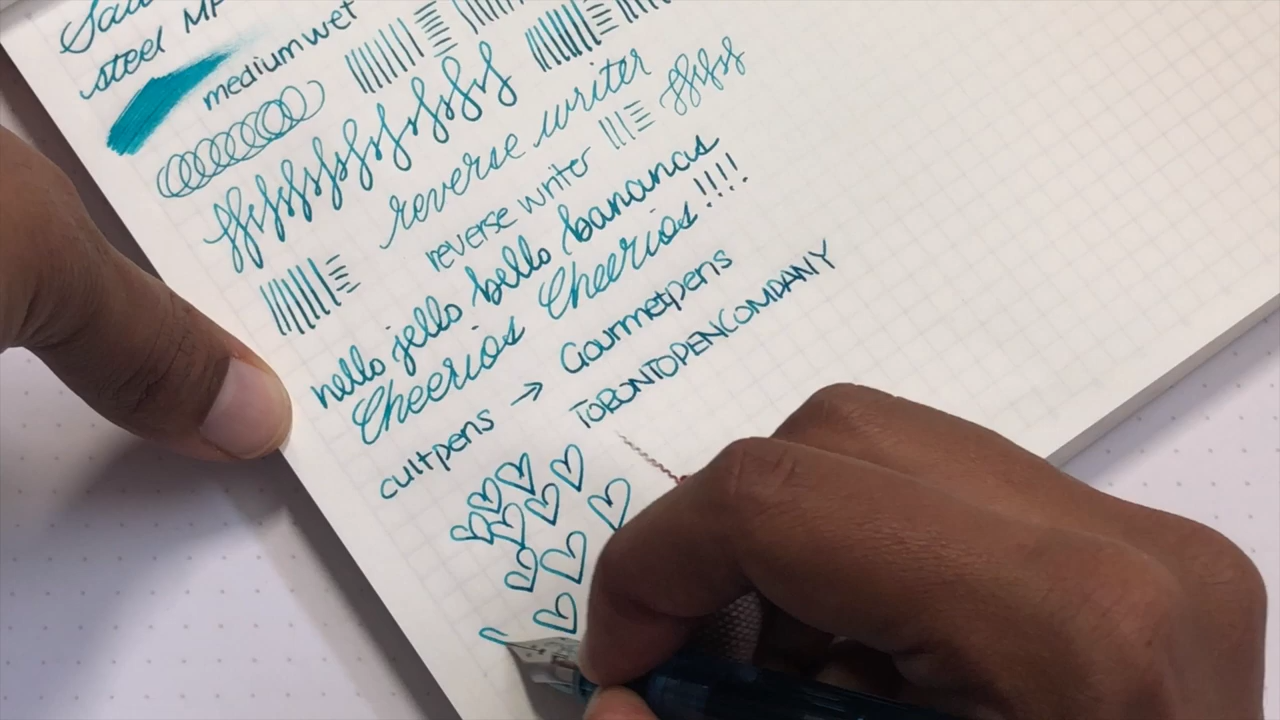 steel MF
medium wet
reverse writer
reverse writer
hello jello bello bananas
Cheerios Cheerios!!!!
cultpens → Gourmetpens
TORONTOPENCOMPANY